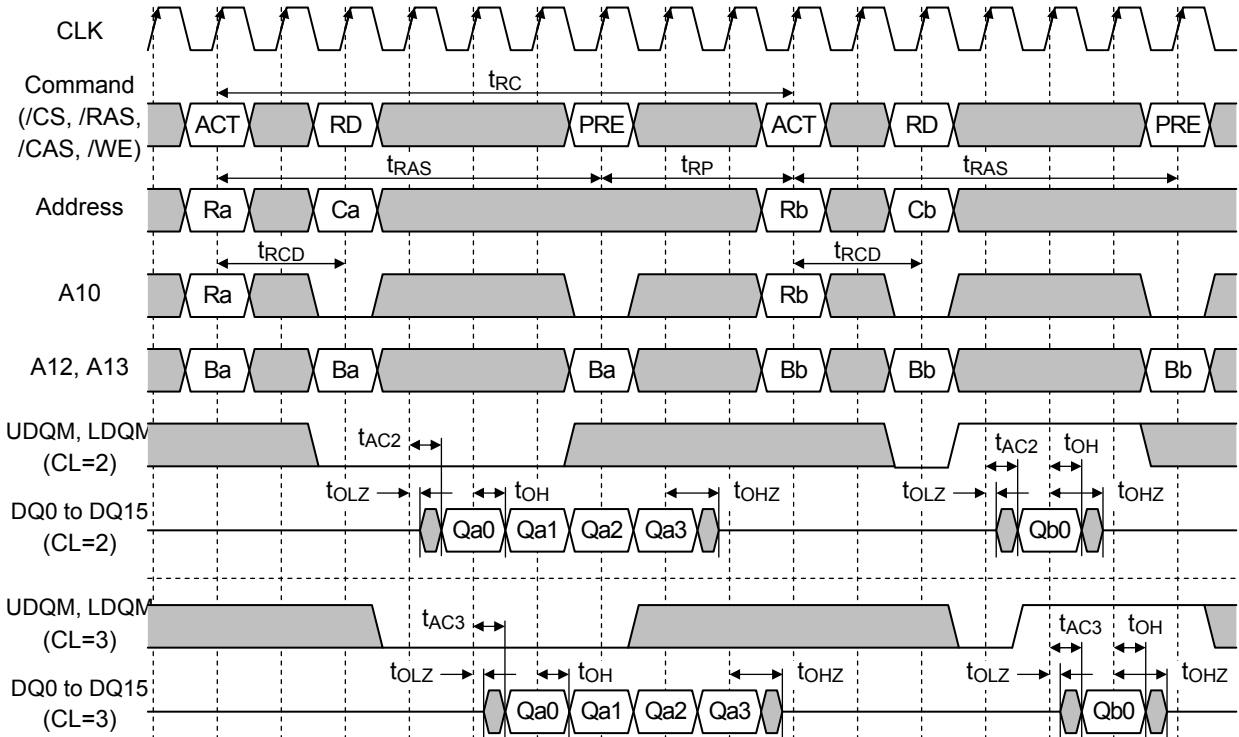 CLK
Command
(/CS, /RAS,
/CAS, /WE)
tRC
ACT RD PRE ACT RD PRE
tRAS tRP tRAS
Address
Ra Ca Rb Cb
tRCD tRCD
A10
Ra Rb
A12, A13
Ba Ba Ba Bb Bb Bb
UDQM, LDQM
(CL=2)
tAC2 tAC2 tOH
tOLZ tOH tOHZ tOLZ tOHZ
DQ0 to DQ15
(CL=2)
Qa0 Qa1 Qa2 Qa3 Qb0
UDQM, LDQM
(CL=3)
tAC3 tAC3 tOH
tOLZ tOH tOHZ tOLZ tOHZ
DQ0 to DQ15
(CL=3)
Qa0 Qa1 Qa2 Qa3 Qb0